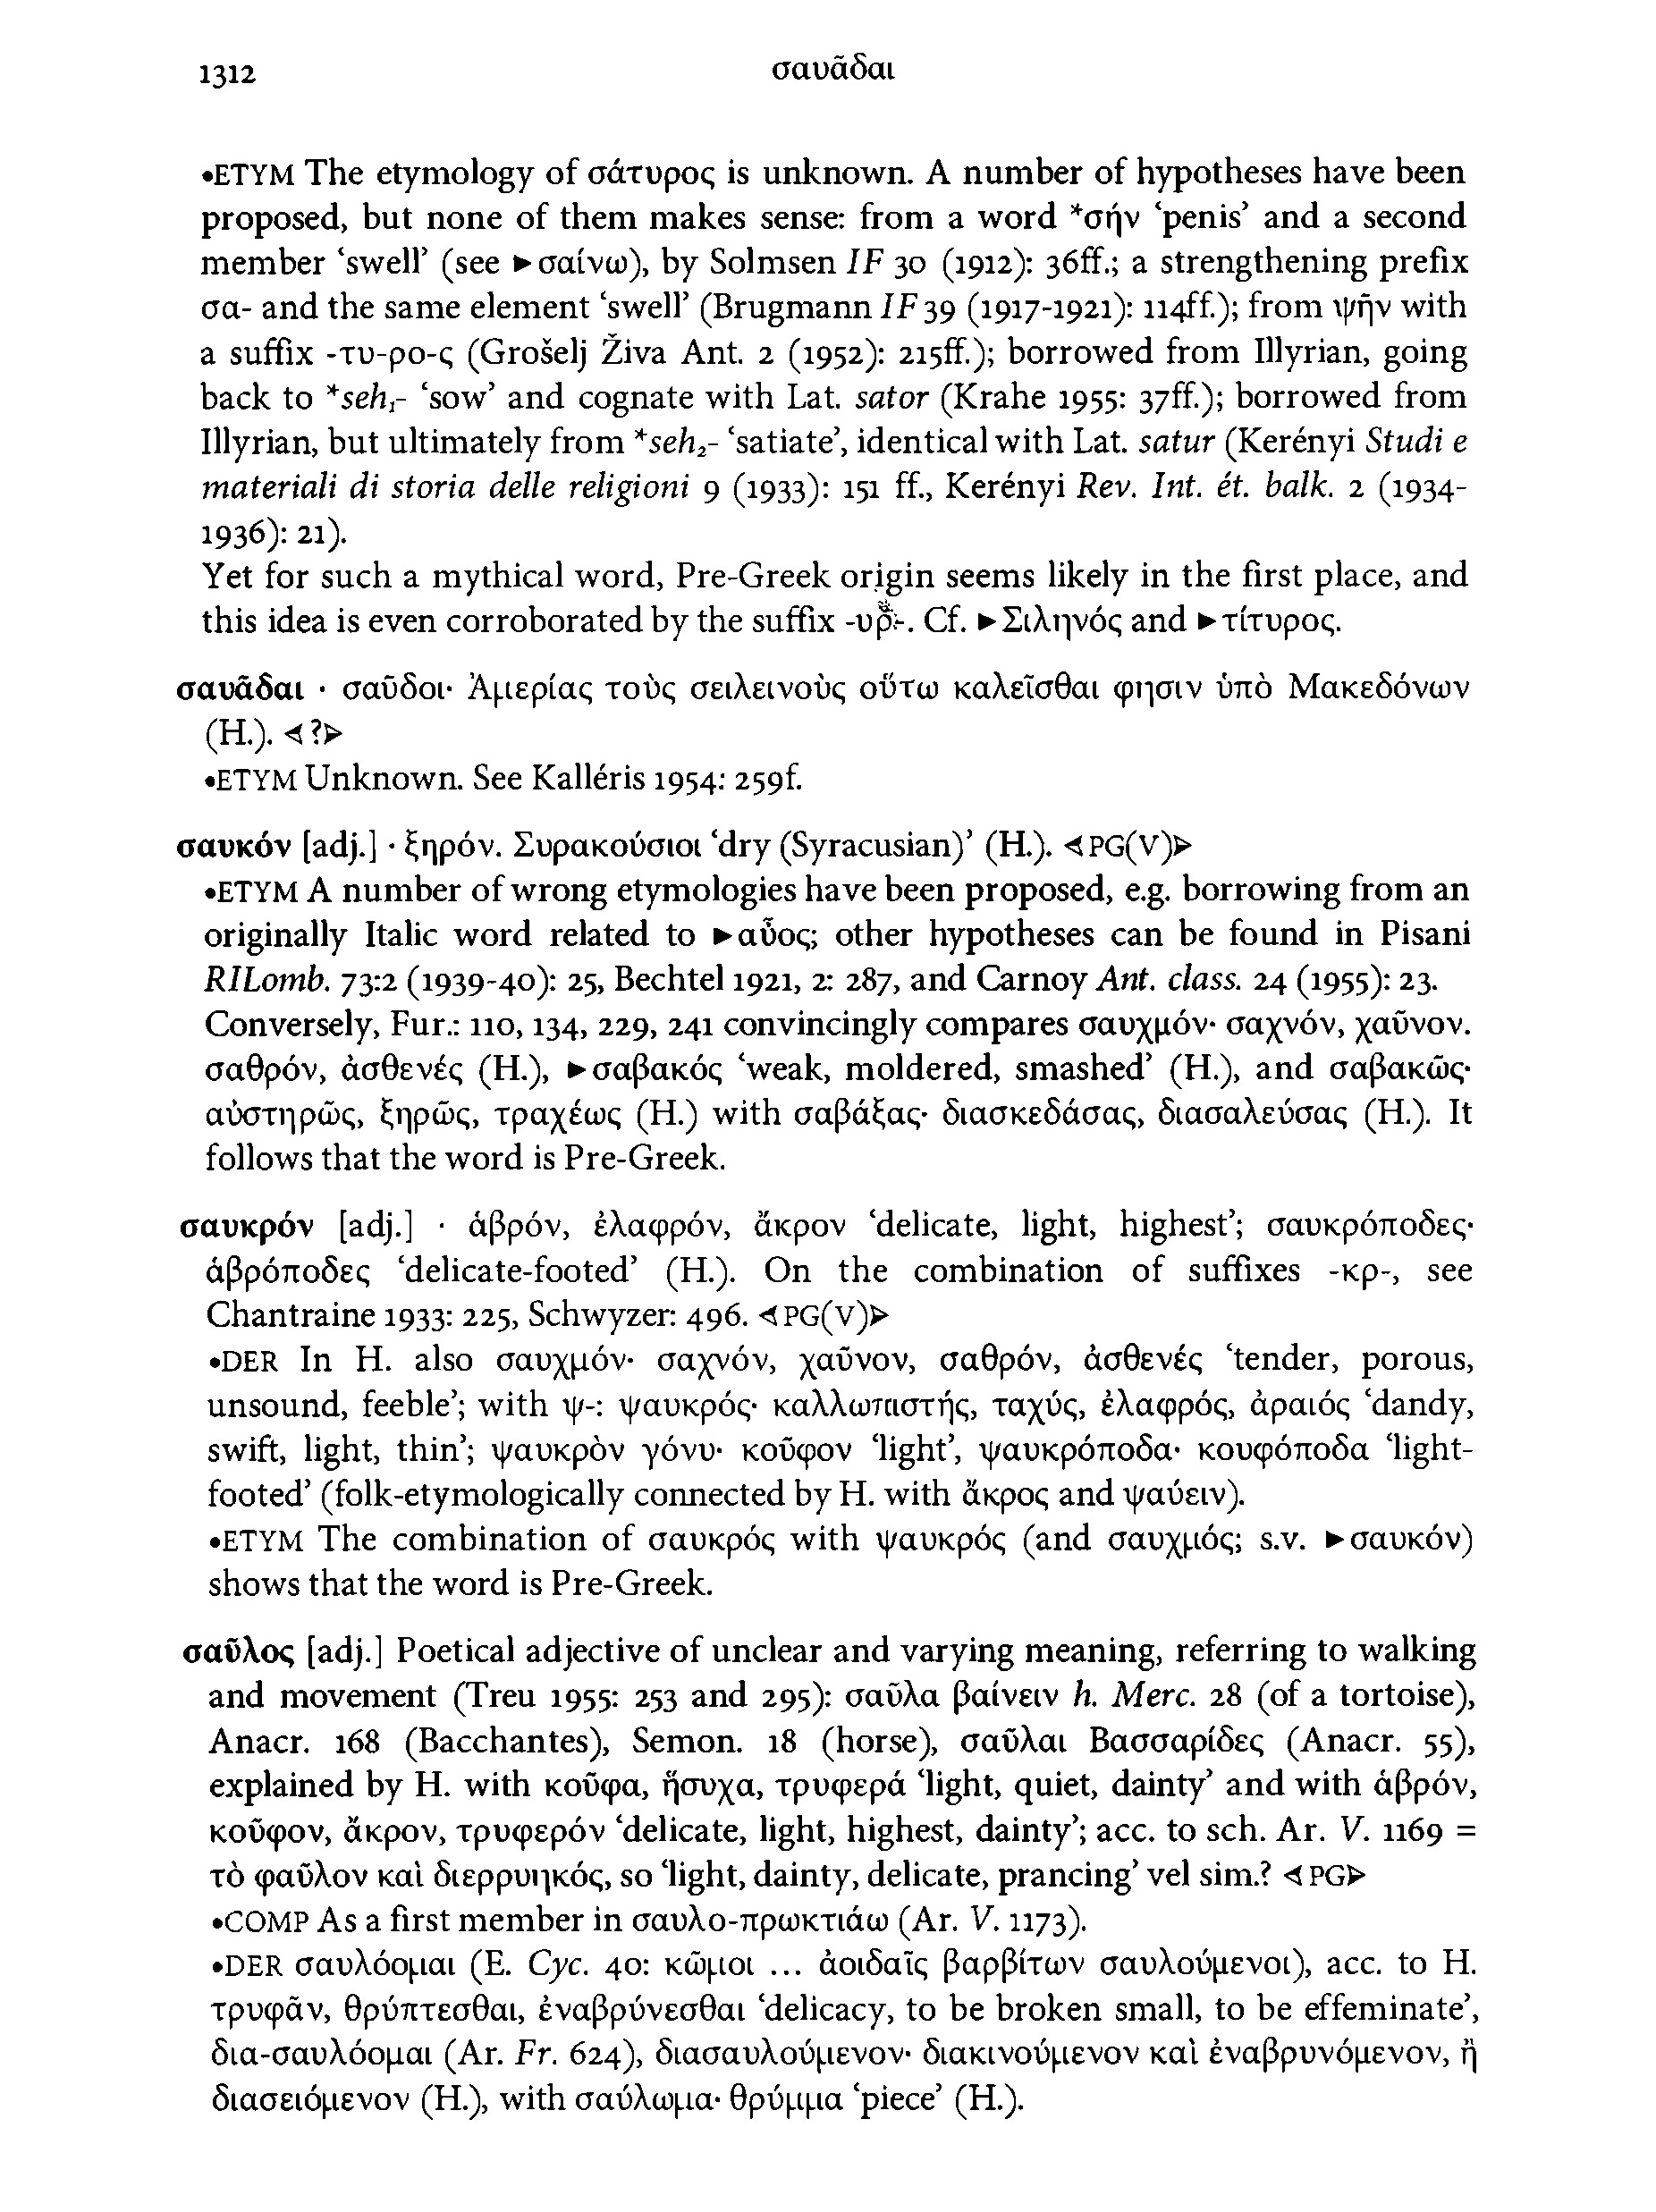 1312
σαυᾶδαι
•ETYM The etymology of σάτυρος is unknown. A number of hypotheses have been
proposed, but none of them makes sense: from a word *σήν ‘penis’ and a second
member ‘swell’ (see ►σαίνω), by Solmsen IF 30 (1912): 36ff.; a strengthening prefix
σα- and the same element ‘swell’ (Brugmann IF 39 (1917-1921): 114ff.); from ψῆν with
a suffix -τυ-ρο-ς (Grošelj Živa Ant. 2 (1952): 215ff.); borrowed from Illyrian, going
back to *seh₁- ‘sow’ and cognate with Lat. sator (Krahe 1955: 37ff.); borrowed from
Illyrian, but ultimately from *seh₂- ‘satiate’, identical with Lat. satur (Kerényi Studi e
materiali di storia delle religioni 9 (1933): 151 ff., Kerényi Rev. Int. ét. balk. 2 (1934-
1936): 21).
Yet for such a mythical word, Pre-Greek origin seems likely in the first place, and
this idea is even corroborated by the suffix -υρ-. Cf. ►Σιληνός and ►τίτυρος.
σαυᾶδαι · σαῦδοι· Ἀμερίας τοὺς σειλεινοὺς οὕτω καλεῖσθαι φησιν ὑπὸ Μακεδόνων
(H.). ◁?▷
•ETYM Unknown. See Kalléris 1954: 259f.
σαυκόν [adj.] · ξηρόν. Συρακούσιοι ‘dry (Syracusian)’ (H.). ◁PG(V)▷
•ETYM A number of wrong etymologies have been proposed, e.g. borrowing from an
originally Italic word related to ►αὖος; other hypotheses can be found in Pisani
RILomb. 73:2 (1939-40): 25, Bechtel 1921, 2: 287, and Carnoy Ant. class. 24 (1955): 23.
Conversely, Fur.: 110, 134, 229, 241 convincingly compares σαυχμόν· σαχνόν, χαῦνον.
σαθρόν, ἀσθενές (H.), ►σαβακός ‘weak, moldered, smashed’ (H.), and σαβακῶς·
αὐστηρῶς, ξηρῶς, τραχέως (H.) with σαβάξας· διασκεδάσας, διασαλεύσας (H.). It
follows that the word is Pre-Greek.
σαυκρόν [adj.] · ἁβρόν, ἐλαφρόν, ἄκρον ‘delicate, light, highest’; σαυκρόποδες·
ἁβρόποδες ‘delicate-footed’ (H.). On the combination of suffixes -κρ-, see
Chantraine 1933: 225, Schwyzer: 496. ◁PG(V)▷
•DER In H. also σαυχμόν· σαχνόν, χαῦνον, σαθρόν, ἀσθενές ‘tender, porous,
unsound, feeble’; with ψ-: ψαυκρός· καλλωπιστής, ταχύς, ἐλαφρός, ἀραιός ‘dandy,
swift, light, thin’; ψαυκρὸν γόνυ· κοῦφον ‘light’, ψαυκρόποδα· κουφόποδα ‘light-
footed’ (folk-etymologically connected by H. with ἄκρος and ψαύειν).
•ETYM The combination of σαυκρός with ψαυκρός (and σαυχμός; s.v. ►σαυκόν)
shows that the word is Pre-Greek.
σαῦλος [adj.] Poetical adjective of unclear and varying meaning, referring to walking
and movement (Treu 1955: 253 and 295): σαῦλα βαίνειν h. Merc. 28 (of a tortoise),
Anacr. 168 (Bacchantes), Semon. 18 (horse), σαῦλαι Βασσαρίδες (Anacr. 55),
explained by H. with κοῦφα, ἥσυχα, τρυφερά ‘light, quiet, dainty’ and with ἁβρόν,
κοῦφον, ἄκρον, τρυφερόν ‘delicate, light, highest, dainty’; acc. to sch. Ar. V. 1169 =
τὸ φαῦλον καὶ διερρυηκός, so ‘light, dainty, delicate, prancing’ vel sim.? ◁PG▷
•COMP As a first member in σαυλο-πρωκτιάω (Ar. V. 1173).
•DER σαυλόομαι (E. Cyc. 40: κῶμοι ... ἀοιδαῖς βαρβίτων σαυλούμενοι), acc. to H.
τρυφᾶν, θρύπτεσθαι, ἐναβρύνεσθαι ‘delicacy, to be broken small, to be effeminate’,
δια-σαυλόομαι (Ar. Fr. 624), διασαυλούμενον· διακινούμενον καὶ ἐναβρυνόμενον, ἢ
διασειόμενον (H.), with σαύλωμα· θρύμμα ‘piece’ (H.).